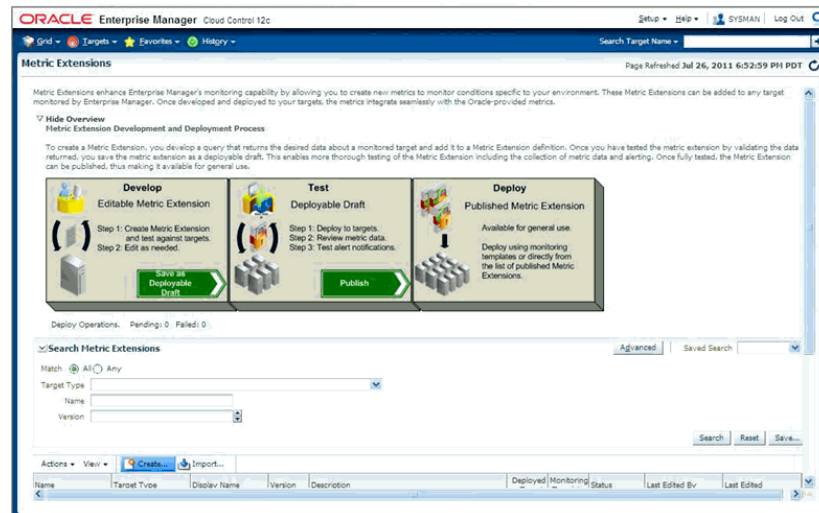 ORACLE Enterprise Manager Cloud Control 12c
Setup Help SYSMAN Log Out
Grid Targets Favorites History Search Target Name
Metric Extensions
Page Refreshed Jul 26, 2011 6:52:59 PM PDT
Metric Extensions enhance Enterprise Manager's monitoring capability by allowing you to create new metrics to monitor conditions specific to your environment. These Metric Extensions can be added to any target
monitored by Enterprise Manager. Once developed and deployed to your targets, the metrics integrate seamlessly with the Oracle-provided metrics.
Hide Overview
Metric Extension Development and Deployment Process
To create a Metric Extension, you develop a query that returns the desired data about a monitored target and add it to a Metric Extension definition. Once you have tested the metric extension by validating the data
returned, you save the metric extension as a deployable draft. This enables more thorough testing of the Metric Extension including the collection of metric data and alerting. Once fully tested, the Metric Extension
can be published, thus making it available for general use.
Develop
Editable Metric Extension
Step 1: Create Metric Extension
and test against targets.
Step 2: Edit as needed.
Save as
Deployable
Draft
Test
Deployable Draft
Step 1: Deploy to targets.
Step 2: Review metric data.
Step 3: Test alert notifications.
Publish
Deploy
Published Metric Extension
Available for general use.
Deploy using monitoring
templates or directly from
the list of published Metric
Extensions.
Deploy Operations. Pending: 0 Failed: 0
Search Metric Extensions
Advanced Saved Search
Match All Any
Target Type
Name
Version
Search Reset Save...
Actions View Create... Import...
Name Target Type Display Name Version Description Deployed Monitoring Status Last Edited By Last Edited